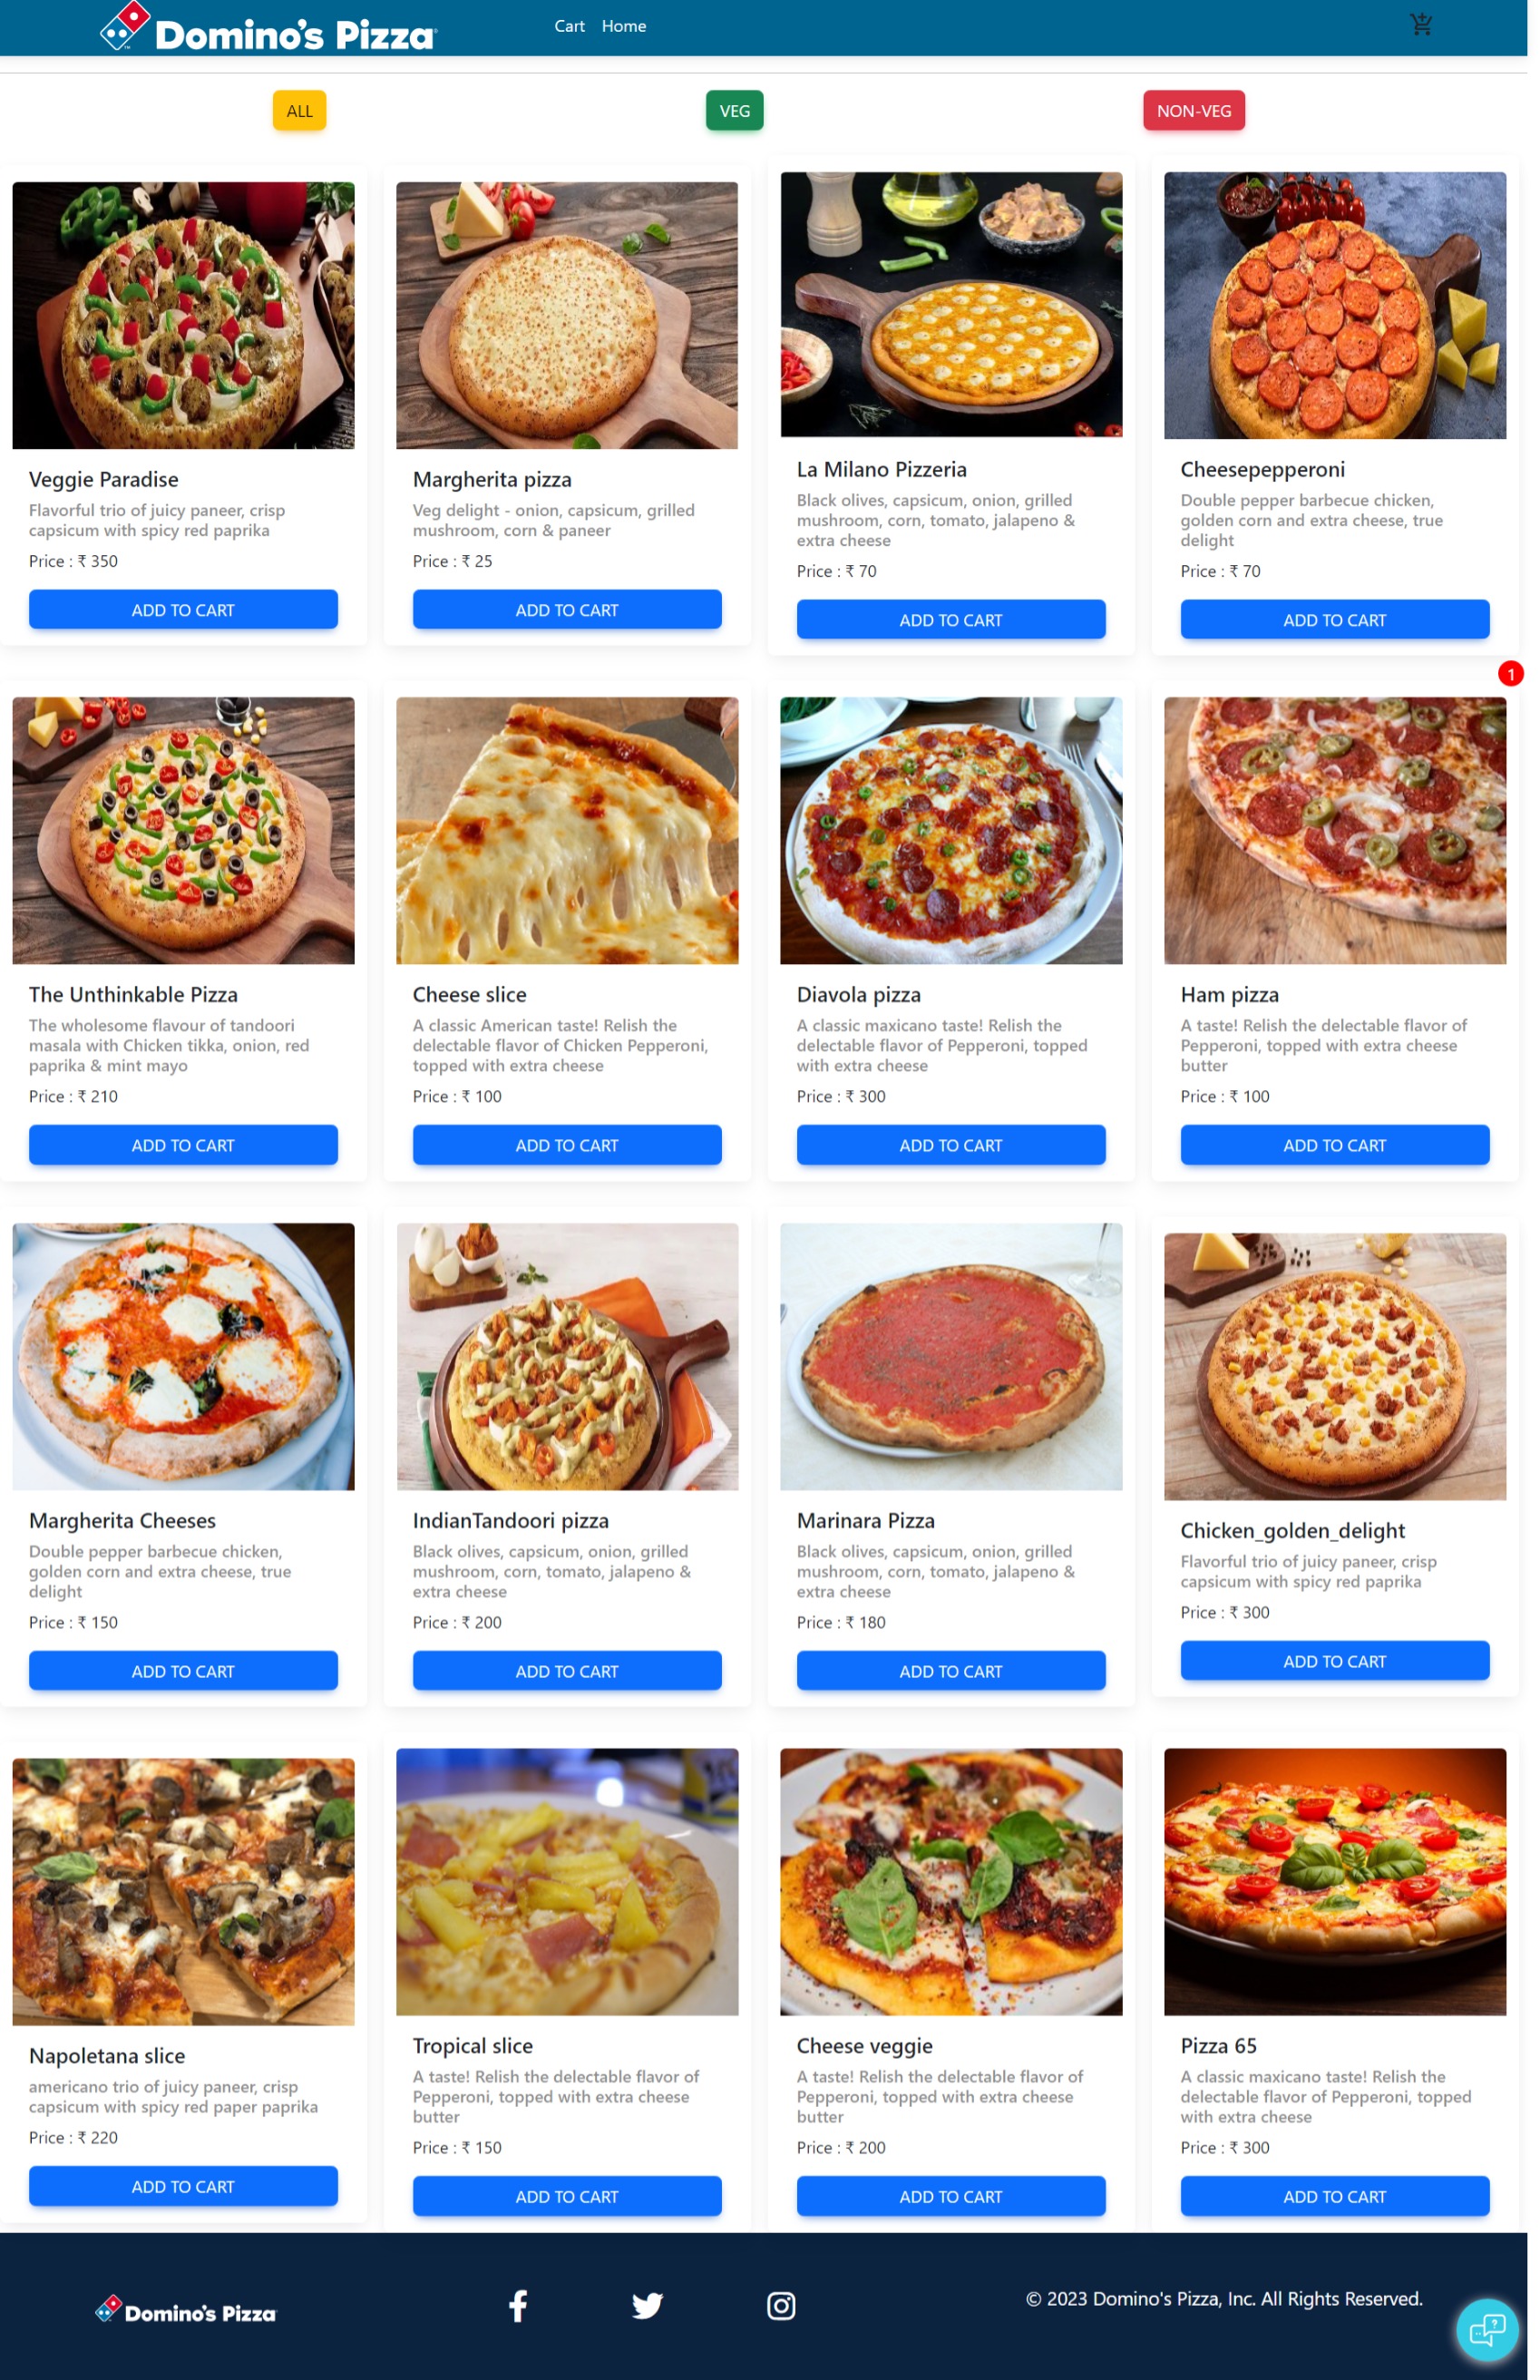 Domino's Pizza
Cart Home
ALL
VEG
NON-VEG
Veggie Paradise
Flavorful trio of juicy paneer, crisp
capsicum with spicy red paprika
Price : ₹ 350
ADD TO CART
Margherita pizza
Veg delight - onion, capsicum, grilled
mushroom, corn & paneer
Price : ₹ 25
ADD TO CART
La Milano Pizzeria
Black olives, capsicum, onion, grilled
mushroom, corn, tomato, jalapeno &
extra cheese
Price : ₹ 70
ADD TO CART
Cheesepepperoni
Double pepper barbecue chicken,
golden corn and extra cheese, true
delight
Price : ₹ 70
ADD TO CART
1
The Unthinkable Pizza
The wholesome flavour of tandoori
masala with Chicken tikka, onion, red
paprika & mint mayo
Price : ₹ 210
ADD TO CART
Cheese slice
A classic American taste! Relish the
delectable flavor of Chicken Pepperoni,
topped with extra cheese
Price : ₹ 100
ADD TO CART
Diavola pizza
A classic maxicano taste! Relish the
delectable flavor of Pepperoni, topped
with extra cheese
Price : ₹ 300
ADD TO CART
Ham pizza
A taste! Relish the delectable flavor of
Pepperoni, topped with extra cheese
butter
Price : ₹ 100
ADD TO CART
Margherita Cheeses
Double pepper barbecue chicken,
golden corn and extra cheese, true
delight
Price : ₹ 150
ADD TO CART
IndianTandoori pizza
Black olives, capsicum, onion, grilled
mushroom, corn, tomato, jalapeno &
extra cheese
Price : ₹ 200
ADD TO CART
Marinara Pizza
Black olives, capsicum, onion, grilled
mushroom, corn, tomato, jalapeno &
extra cheese
Price : ₹ 180
ADD TO CART
Chicken_golden_delight
Flavorful trio of juicy paneer, crisp
capsicum with spicy red paprika
Price : ₹ 300
ADD TO CART
Napoletana slice
americano trio of juicy paneer, crisp
capsicum with spicy red paper paprika
Price : ₹ 220
ADD TO CART
Tropical slice
A taste! Relish the delectable flavor of
Pepperoni, topped with extra cheese
butter
Price : ₹ 150
ADD TO CART
Cheese veggie
A taste! Relish the delectable flavor of
Pepperoni, topped with extra cheese
butter
Price : ₹ 200
ADD TO CART
Pizza 65
A classic maxicano taste! Relish the
delectable flavor of Pepperoni, topped
with extra cheese
Price : ₹ 300
ADD TO CART
Domino's Pizza
© 2023 Domino's Pizza, Inc. All Rights Reserved.